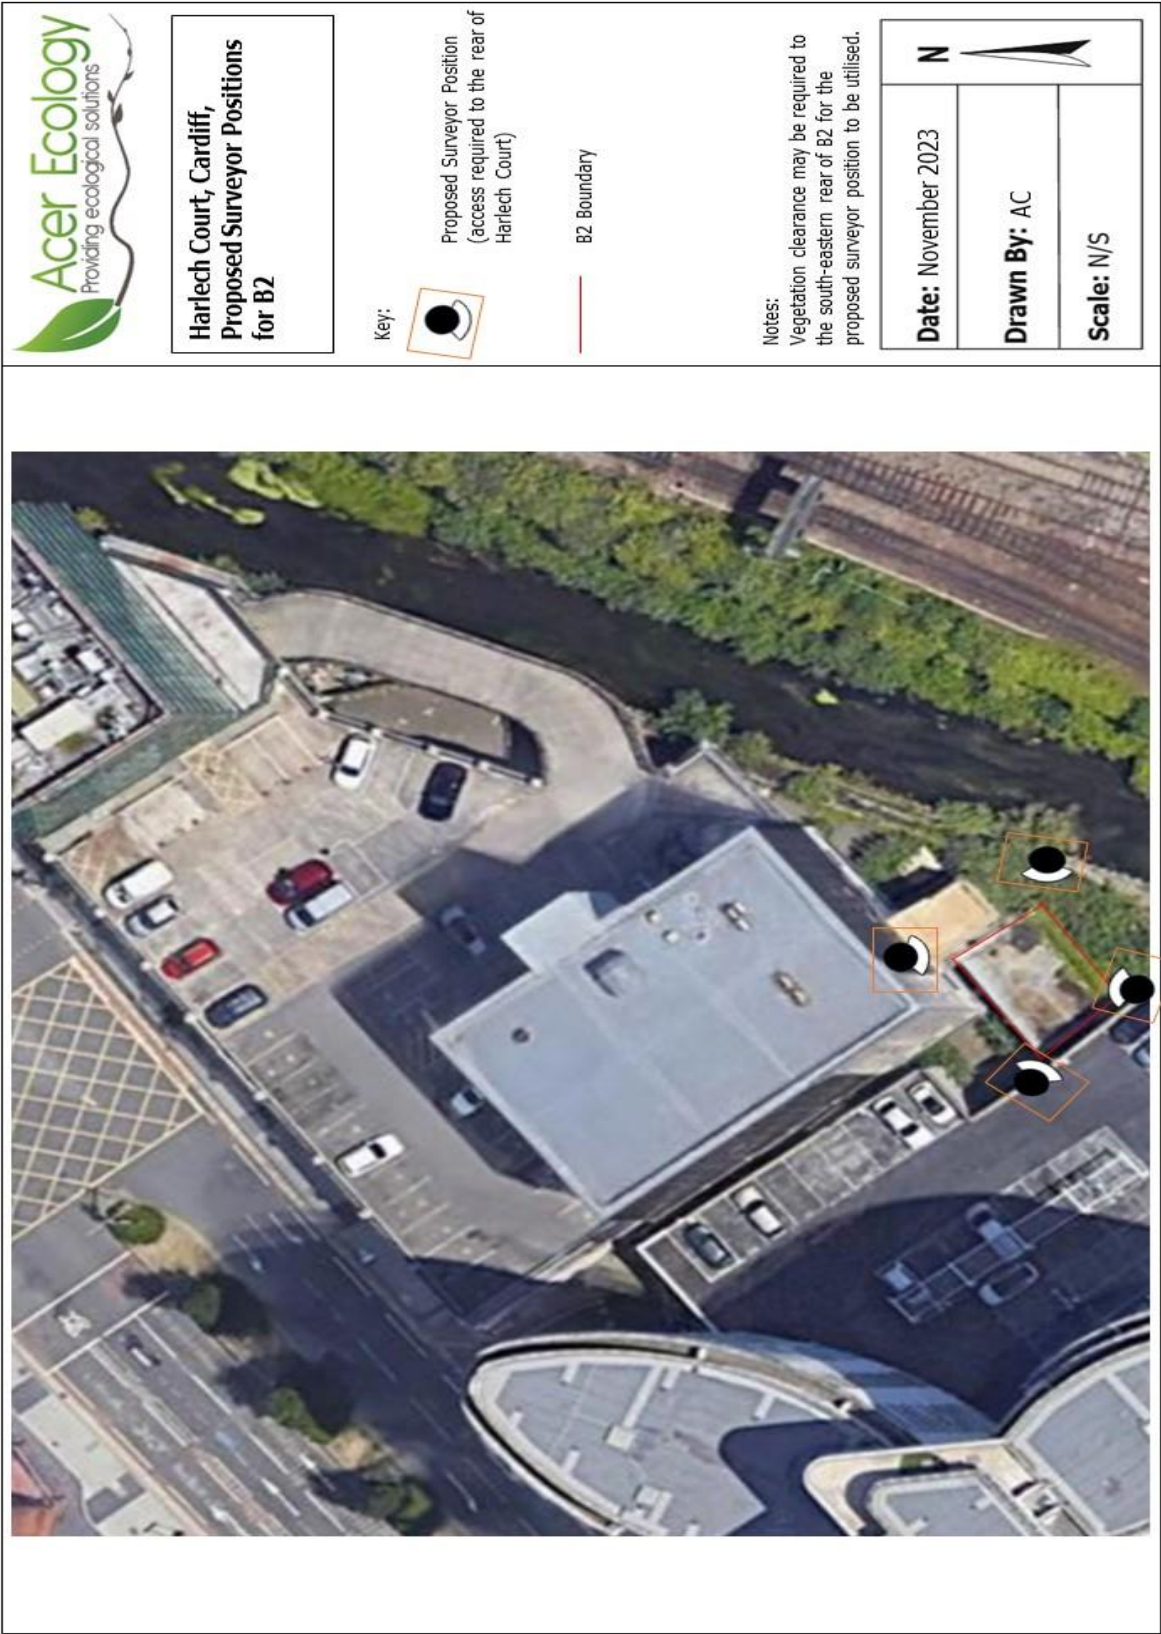 Acer Ecology
Providing ecological solutions
Harlech Court, Cardiff,
Proposed Surveyor Positions
for B2
Key:
Proposed Surveyor Position
(access required to the rear of
Harlech Court)
B2 Boundary
Notes:
Vegetation clearance may be required to
the south-eastern rear of B2 for the
proposed surveyor position to be utilised.
Date: November 2023
N
Drawn By: AC
Scale: N/S